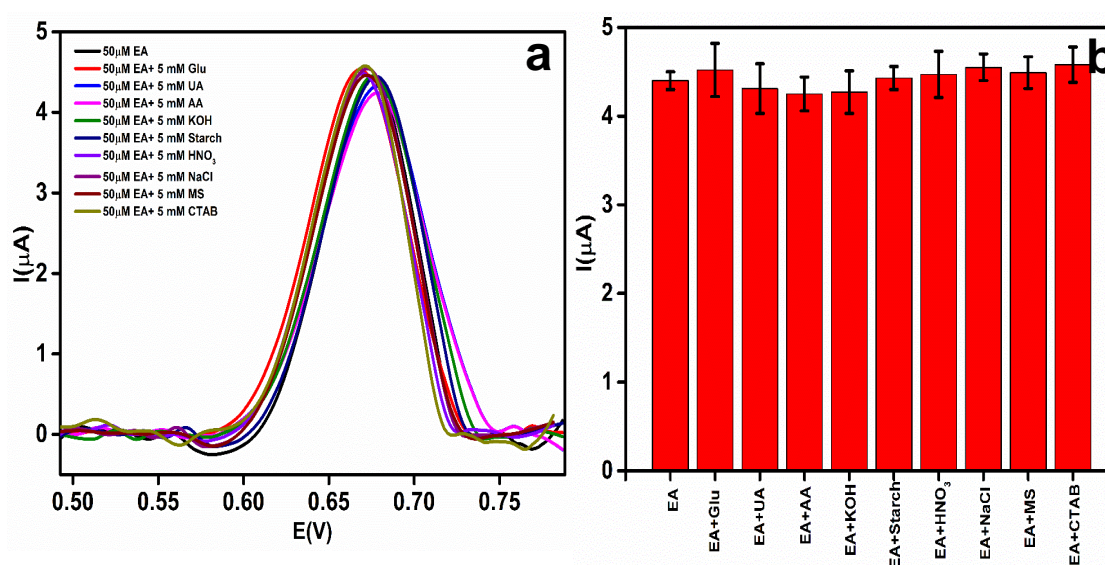 a
50μM EA
50μM EA+ 5 mM Glu
50μM EA+ 5 mM UA
50μM EA+ 5 mM AA
50μM EA+ 5 mM KOH
50μM EA+ 5 mM Starch
50μM EA+ 5 mM HNO₃
50μM EA+ 5 mM NaCl
50μM EA+ 5 mM MS
50μM EA+ 5 mM CTAB
I(μA)
5
4
3
2
1
0
0.50
0.55
0.60
0.65
0.70
0.75
E(V)
b
I(μA)
5
4
5
4
0
EA
EA+Glu
EA+UA
EA+AA
EA+KOH
EA+Starch
EA+HNO₃
EA+NaCl
EA+MS
EA+CTAB